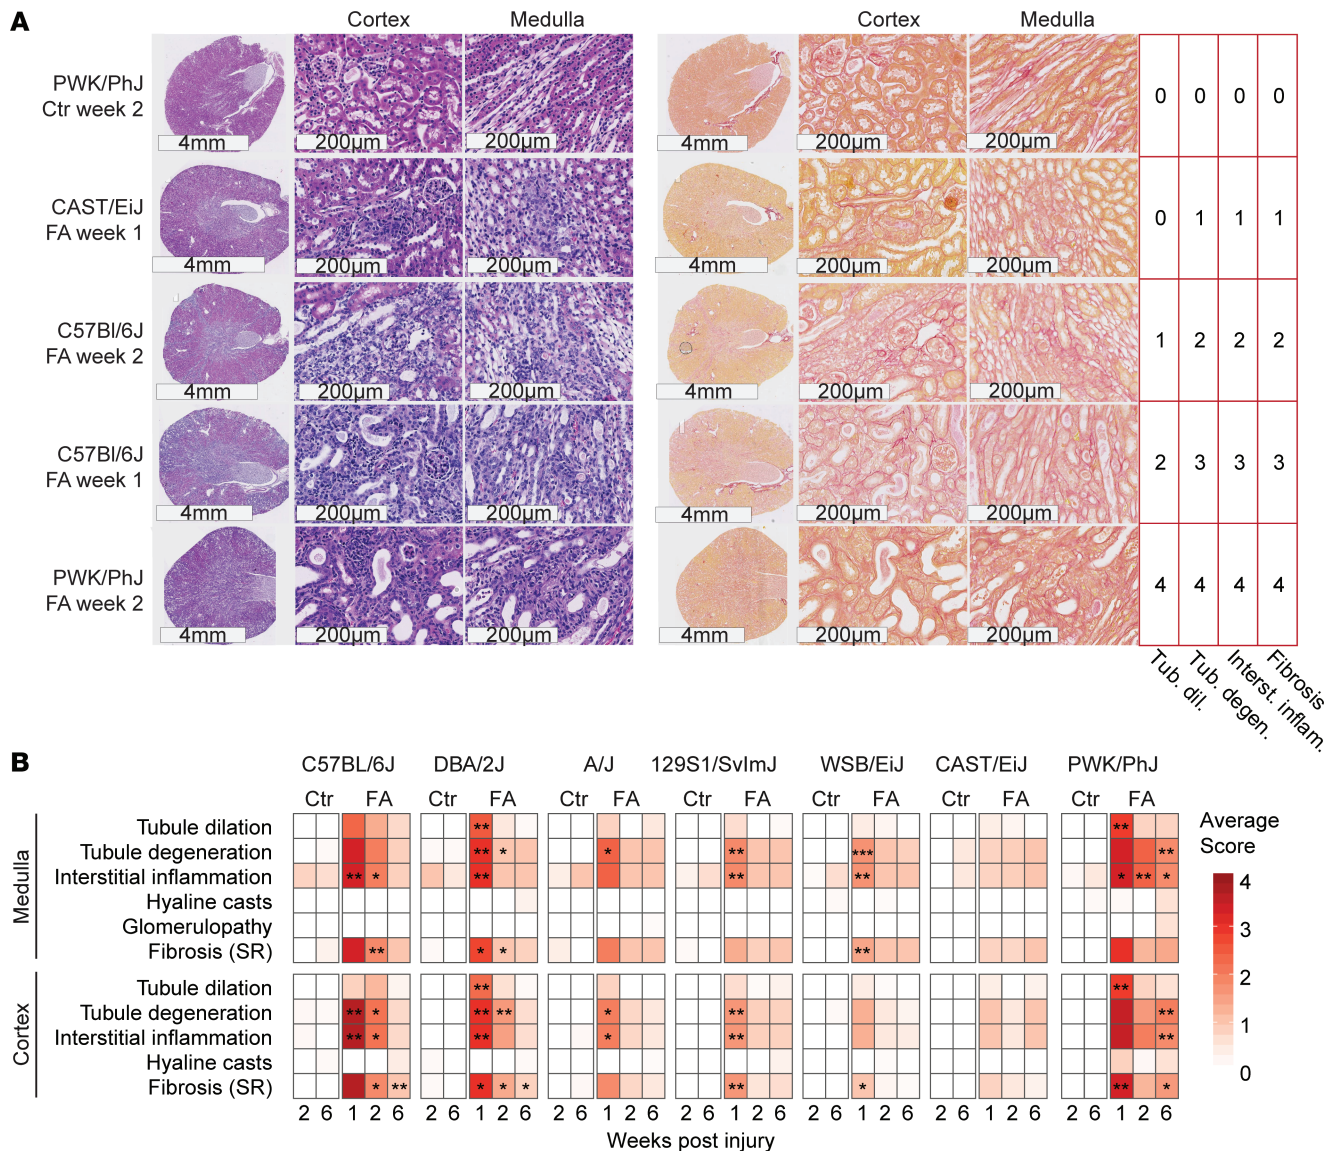 A
Cortex Medulla Cortex Medulla
PWK/PhJ
Ctr week 2
4mm 200µm 200µm 4mm 200µm 200µm
0 0 0 0
CAST/EiJ
FA week 1
4mm 200µm 200µm 4mm 200µm 200µm
0 1 1 1
C57Bl/6J
FA week 2
4mm 200µm 200µm 4mm 200µm 200µm
1 2 2 2
C57Bl/6J
FA week 1
4mm 200µm 200µm 4mm 200µm 200µm
2 3 3 3
PWK/PhJ
FA week 2
4mm 200µm 200µm 4mm 200µm 200µm
4 4 4 4
Tub. dil.
Tub. degen.
Interst. inflam.
Fibrosis
B
C57BL/6J DBA/2J A/J 129S1/SvImJ WSB/EiJ CAST/EiJ PWK/PhJ
Ctr FA Ctr FA Ctr FA Ctr FA Ctr FA Ctr FA Ctr FA
Medulla
Tubule dilation ** **
Tubule degeneration ** * * ** *** **
Interstitial inflammation ** * ** ** ** * ** *
Hyaline casts
Glomerulopathy
Fibrosis (SR) ** * * **
Cortex
Tubule dilation ** **
Tubule degeneration ** * ** ** * ** **
Interstitial inflammation ** * ** * ** **
Hyaline casts
Fibrosis (SR) * ** * * * ** * ** *
2 6 1 2 6 2 6 1 2 6 2 6 1 2 6 2 6 1 2 6 2 6 1 2 6 2 6 1 2 6 2 6 1 2 6
Weeks post injury
Average
Score
4
3
2
1
0